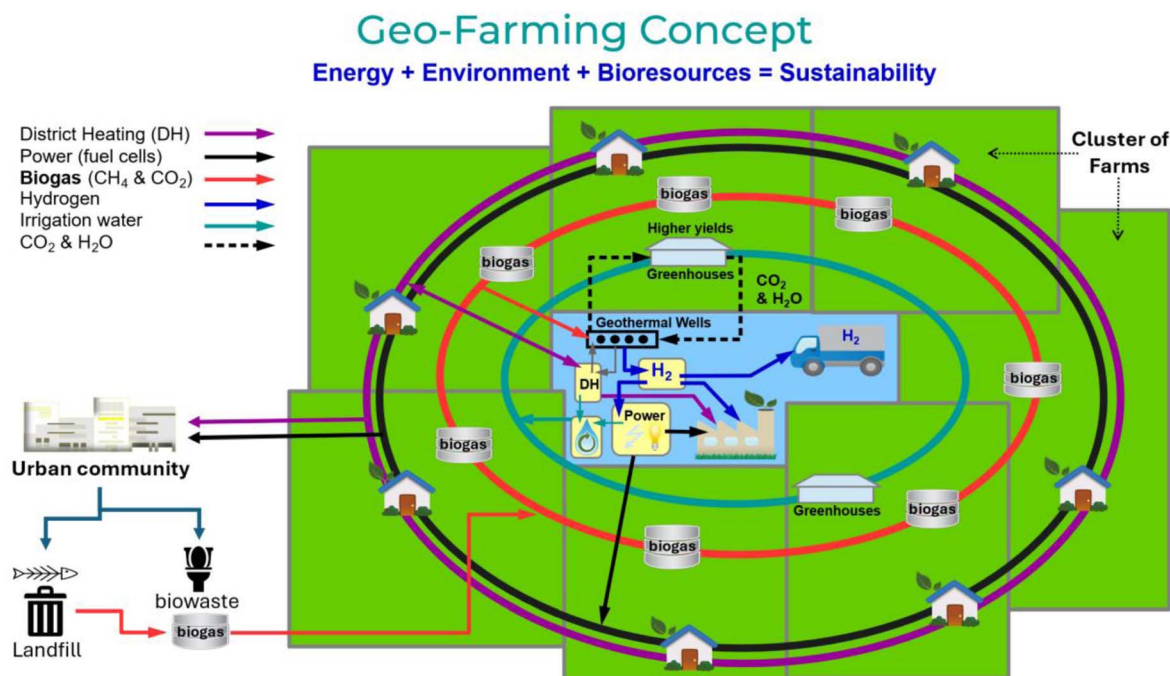 Geo-Farming Concept
Energy + Environment + Bioresources = Sustainability
District Heating (DH)
Power (fuel cells)
Biogas (CH₄ & CO₂)
Hydrogen
Irrigation water
CO₂ & H₂O
Cluster of
Farms
biogas
biogas
Higher yields
Greenhouses
biogas
CO₂
& H₂O
Geothermal Wells
H₂
DH
H₂
biogas
Power
Urban community
biogas
Greenhouses
biogas
biogas
biowaste
biogas
Landfill